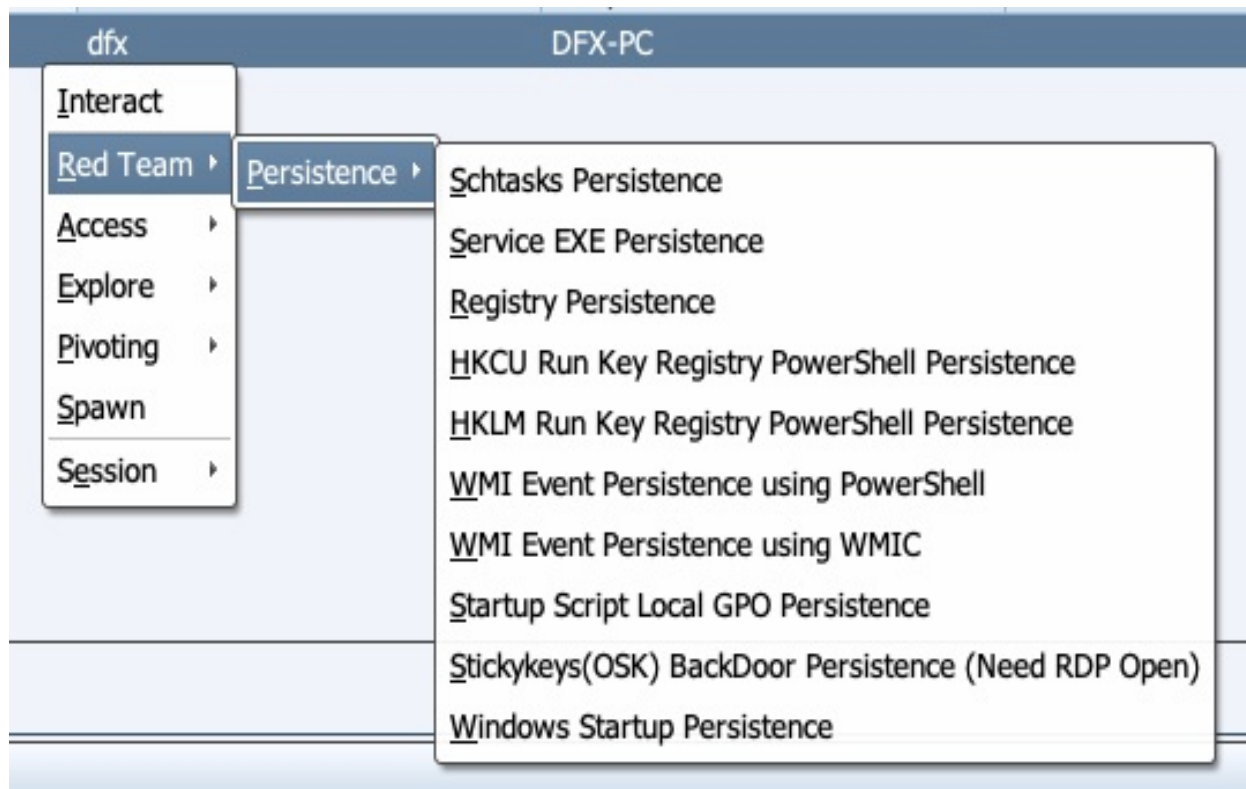 dfx DFX-PC
Interact
Red Team
Access
Explore
Pivoting
Spawn
Session
Persistence
Schtasks Persistence
Service EXE Persistence
Registry Persistence
HKCU Run Key Registry PowerShell Persistence
HKLM Run Key Registry PowerShell Persistence
WMI Event Persistence using PowerShell
WMI Event Persistence using WMIC
Startup Script Local GPO Persistence
Stickykeys(OSK) BackDoor Persistence (Need RDP Open)
Windows Startup Persistence